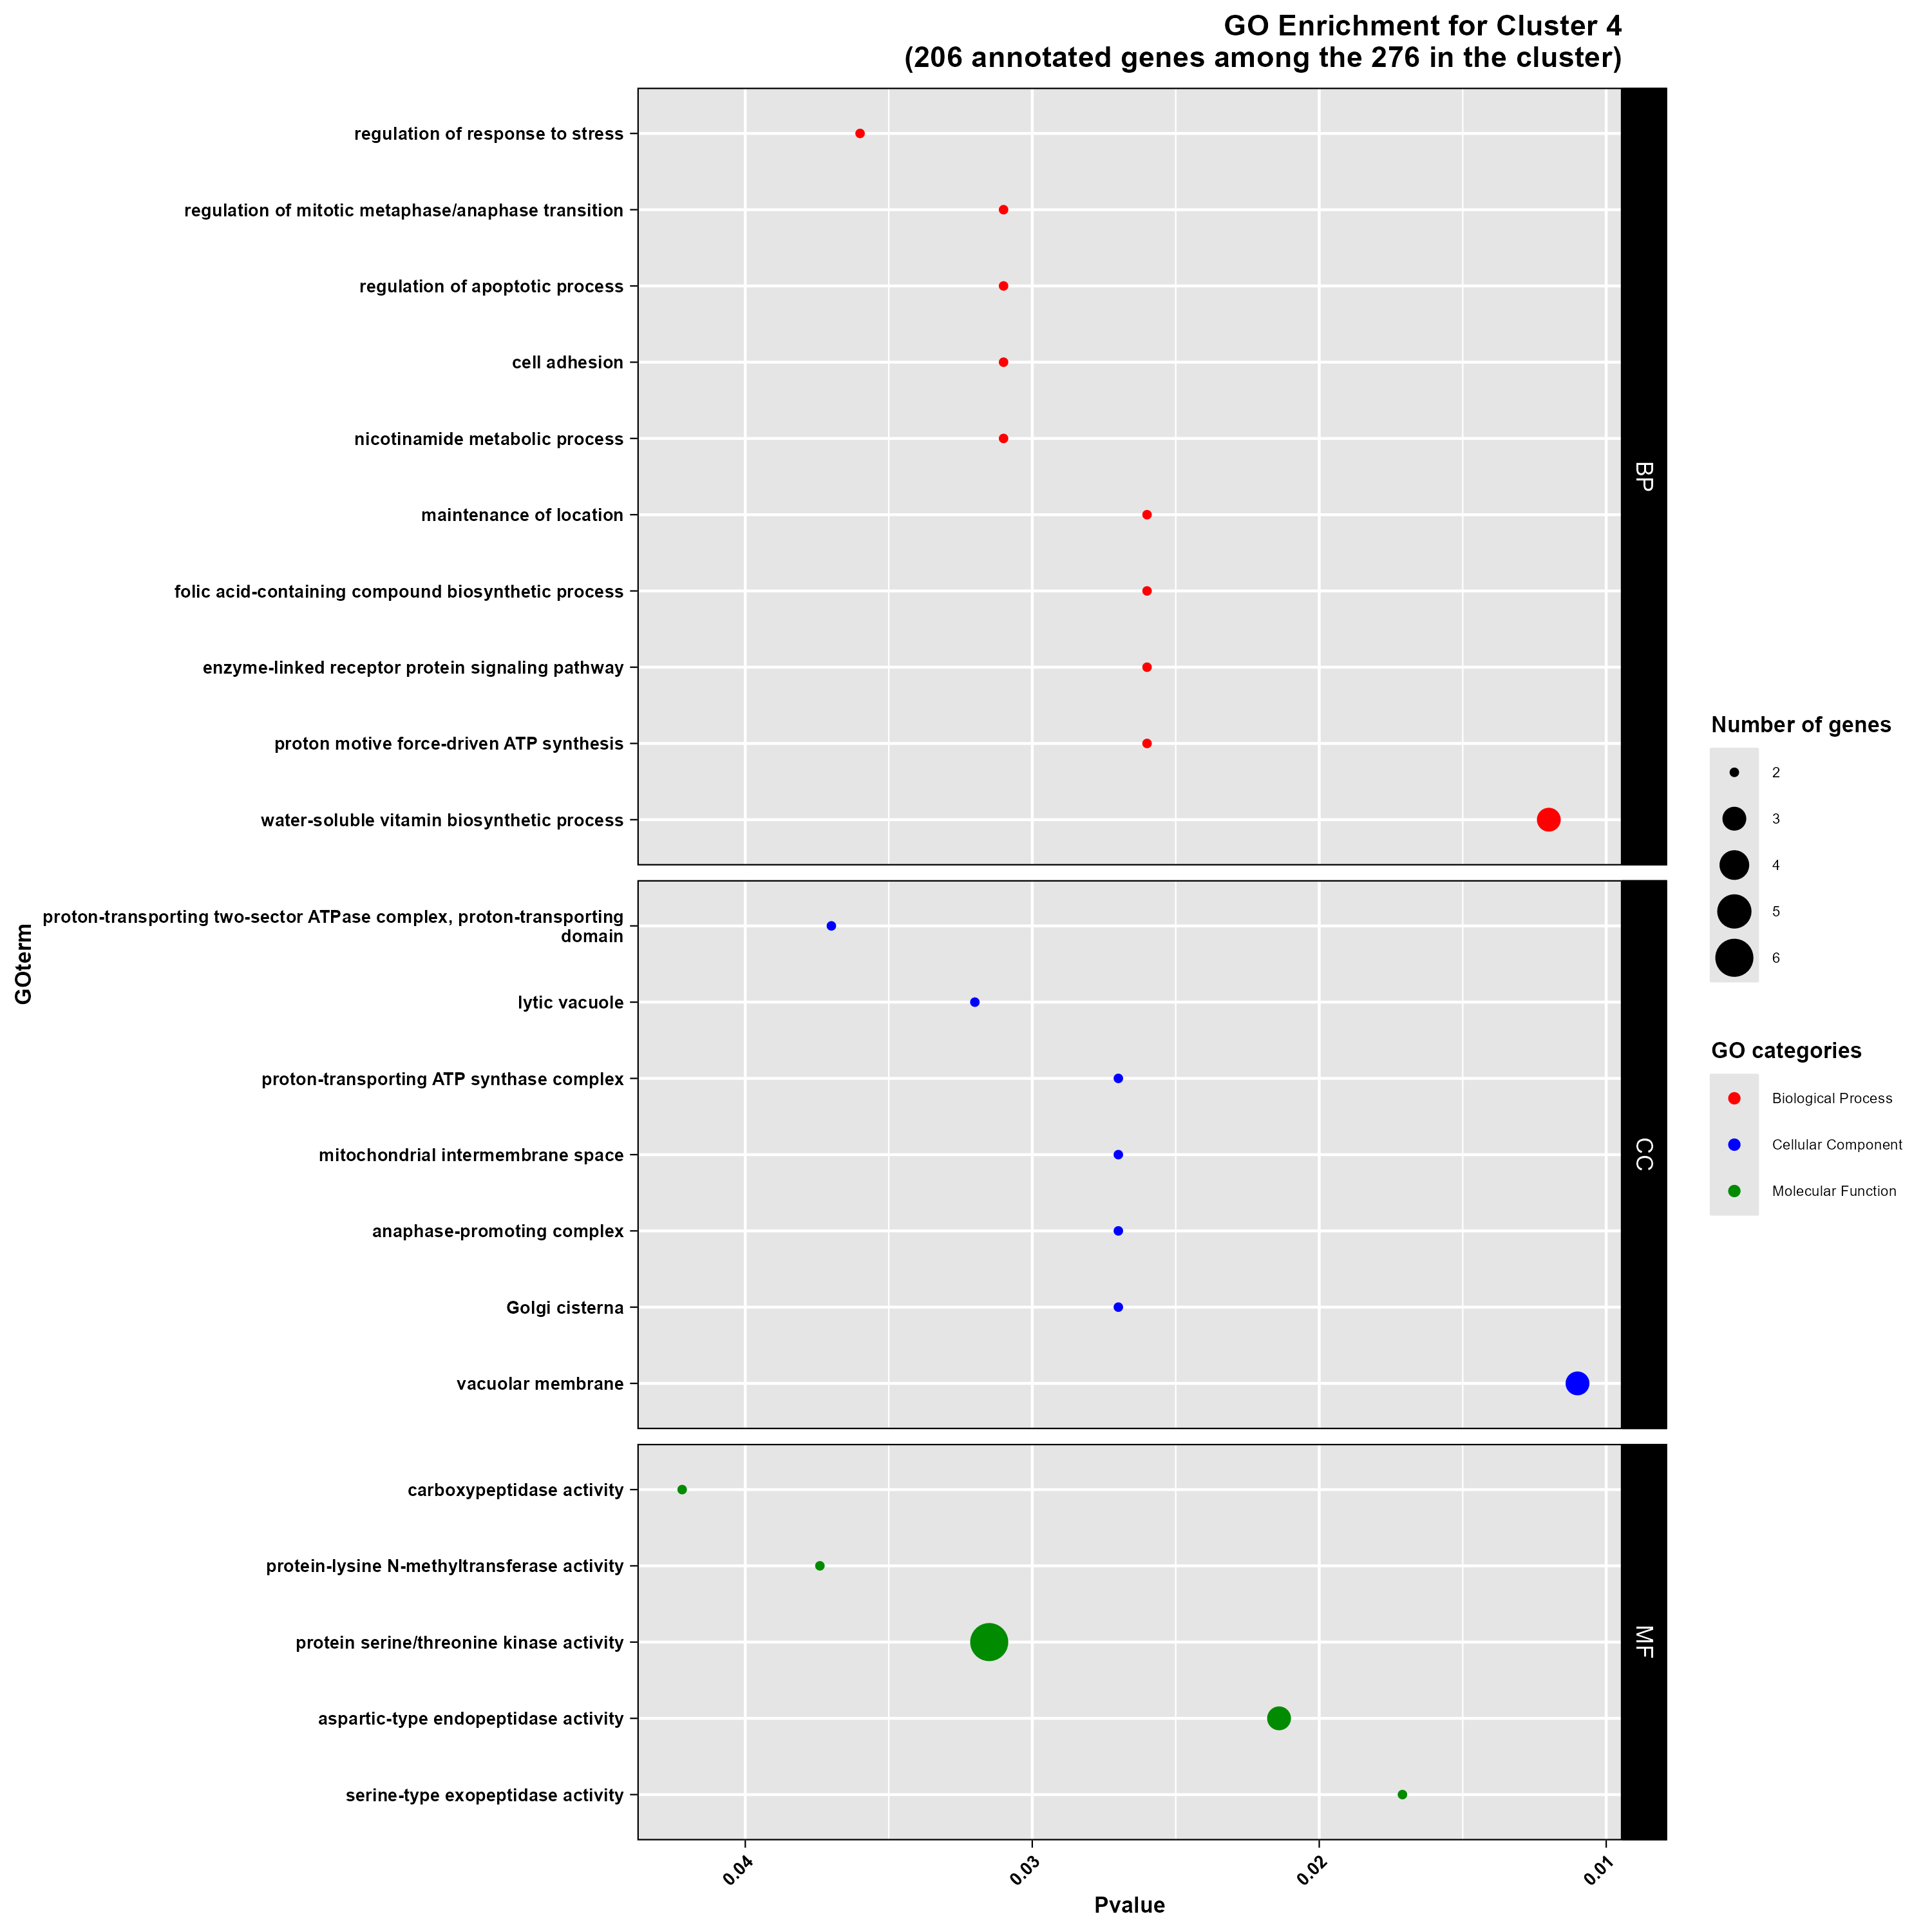 GO Enrichment for Cluster 4
(206 annotated genes among the 276 in the cluster)
regulation of response to stress
regulation of mitotic metaphase/anaphase transition
regulation of apoptotic process
cell adhesion
nicotinamide metabolic process
maintenance of location
folic acid-containing compound biosynthetic process
enzyme-linked receptor protein signaling pathway
proton motive force-driven ATP synthesis
water-soluble vitamin biosynthetic process
BP
proton-transporting two-sector ATPase complex, proton-transporting
domain
lytic vacuole
proton-transporting ATP synthase complex
mitochondrial intermembrane space
anaphase-promoting complex
Golgi cisterna
vacuolar membrane
CC
carboxypeptidase activity
protein-lysine N-methyltransferase activity
protein serine/threonine kinase activity
aspartic-type endopeptidase activity
serine-type exopeptidase activity
MF
GOterm
0.04
0.03
0.02
0.01
Pvalue
Number of genes
2
3
4
5
6
GO categories
Biological Process
Cellular Component
Molecular Function